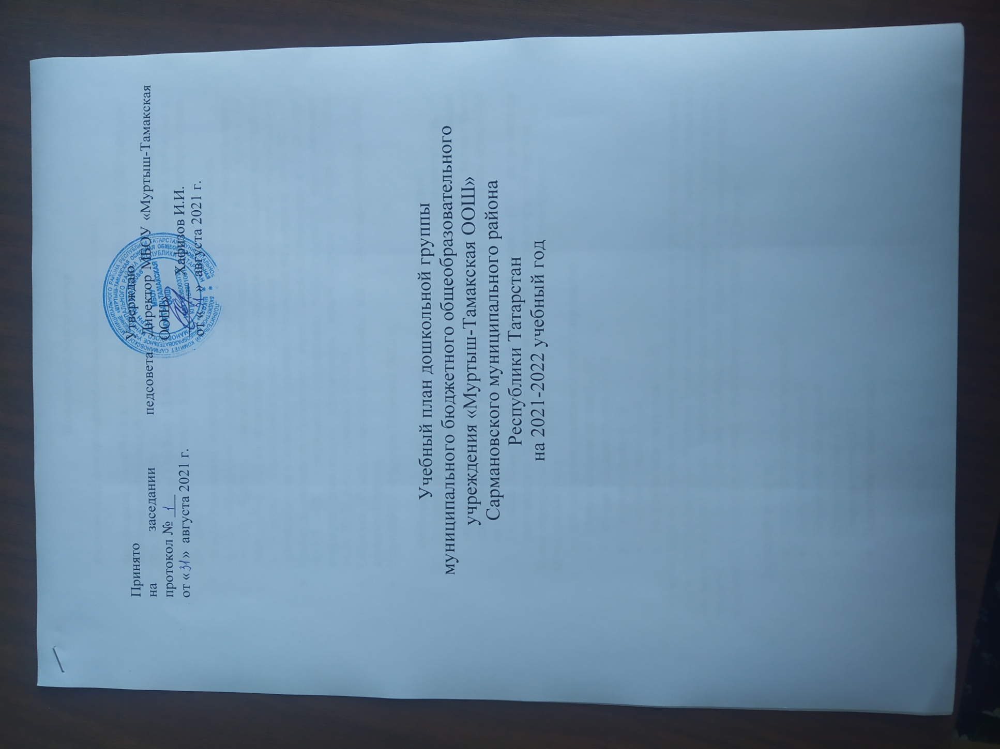 Принято
на заседании педсовета
протокол № 1
от «31» августа 2021 г.
Утверждаю
Директор МБОУ «Муртыш-Тамакская
ООШ»
Хафизов И.И.
от «31» августа 2021 г.
Учебный план дошкольной группы
муниципального бюджетного общеобразовательного
учреждения «Муртыш-Тамакская ООШ»
Сармановского муниципального района
Республики Татарстан
на 2021-2022 учебный год